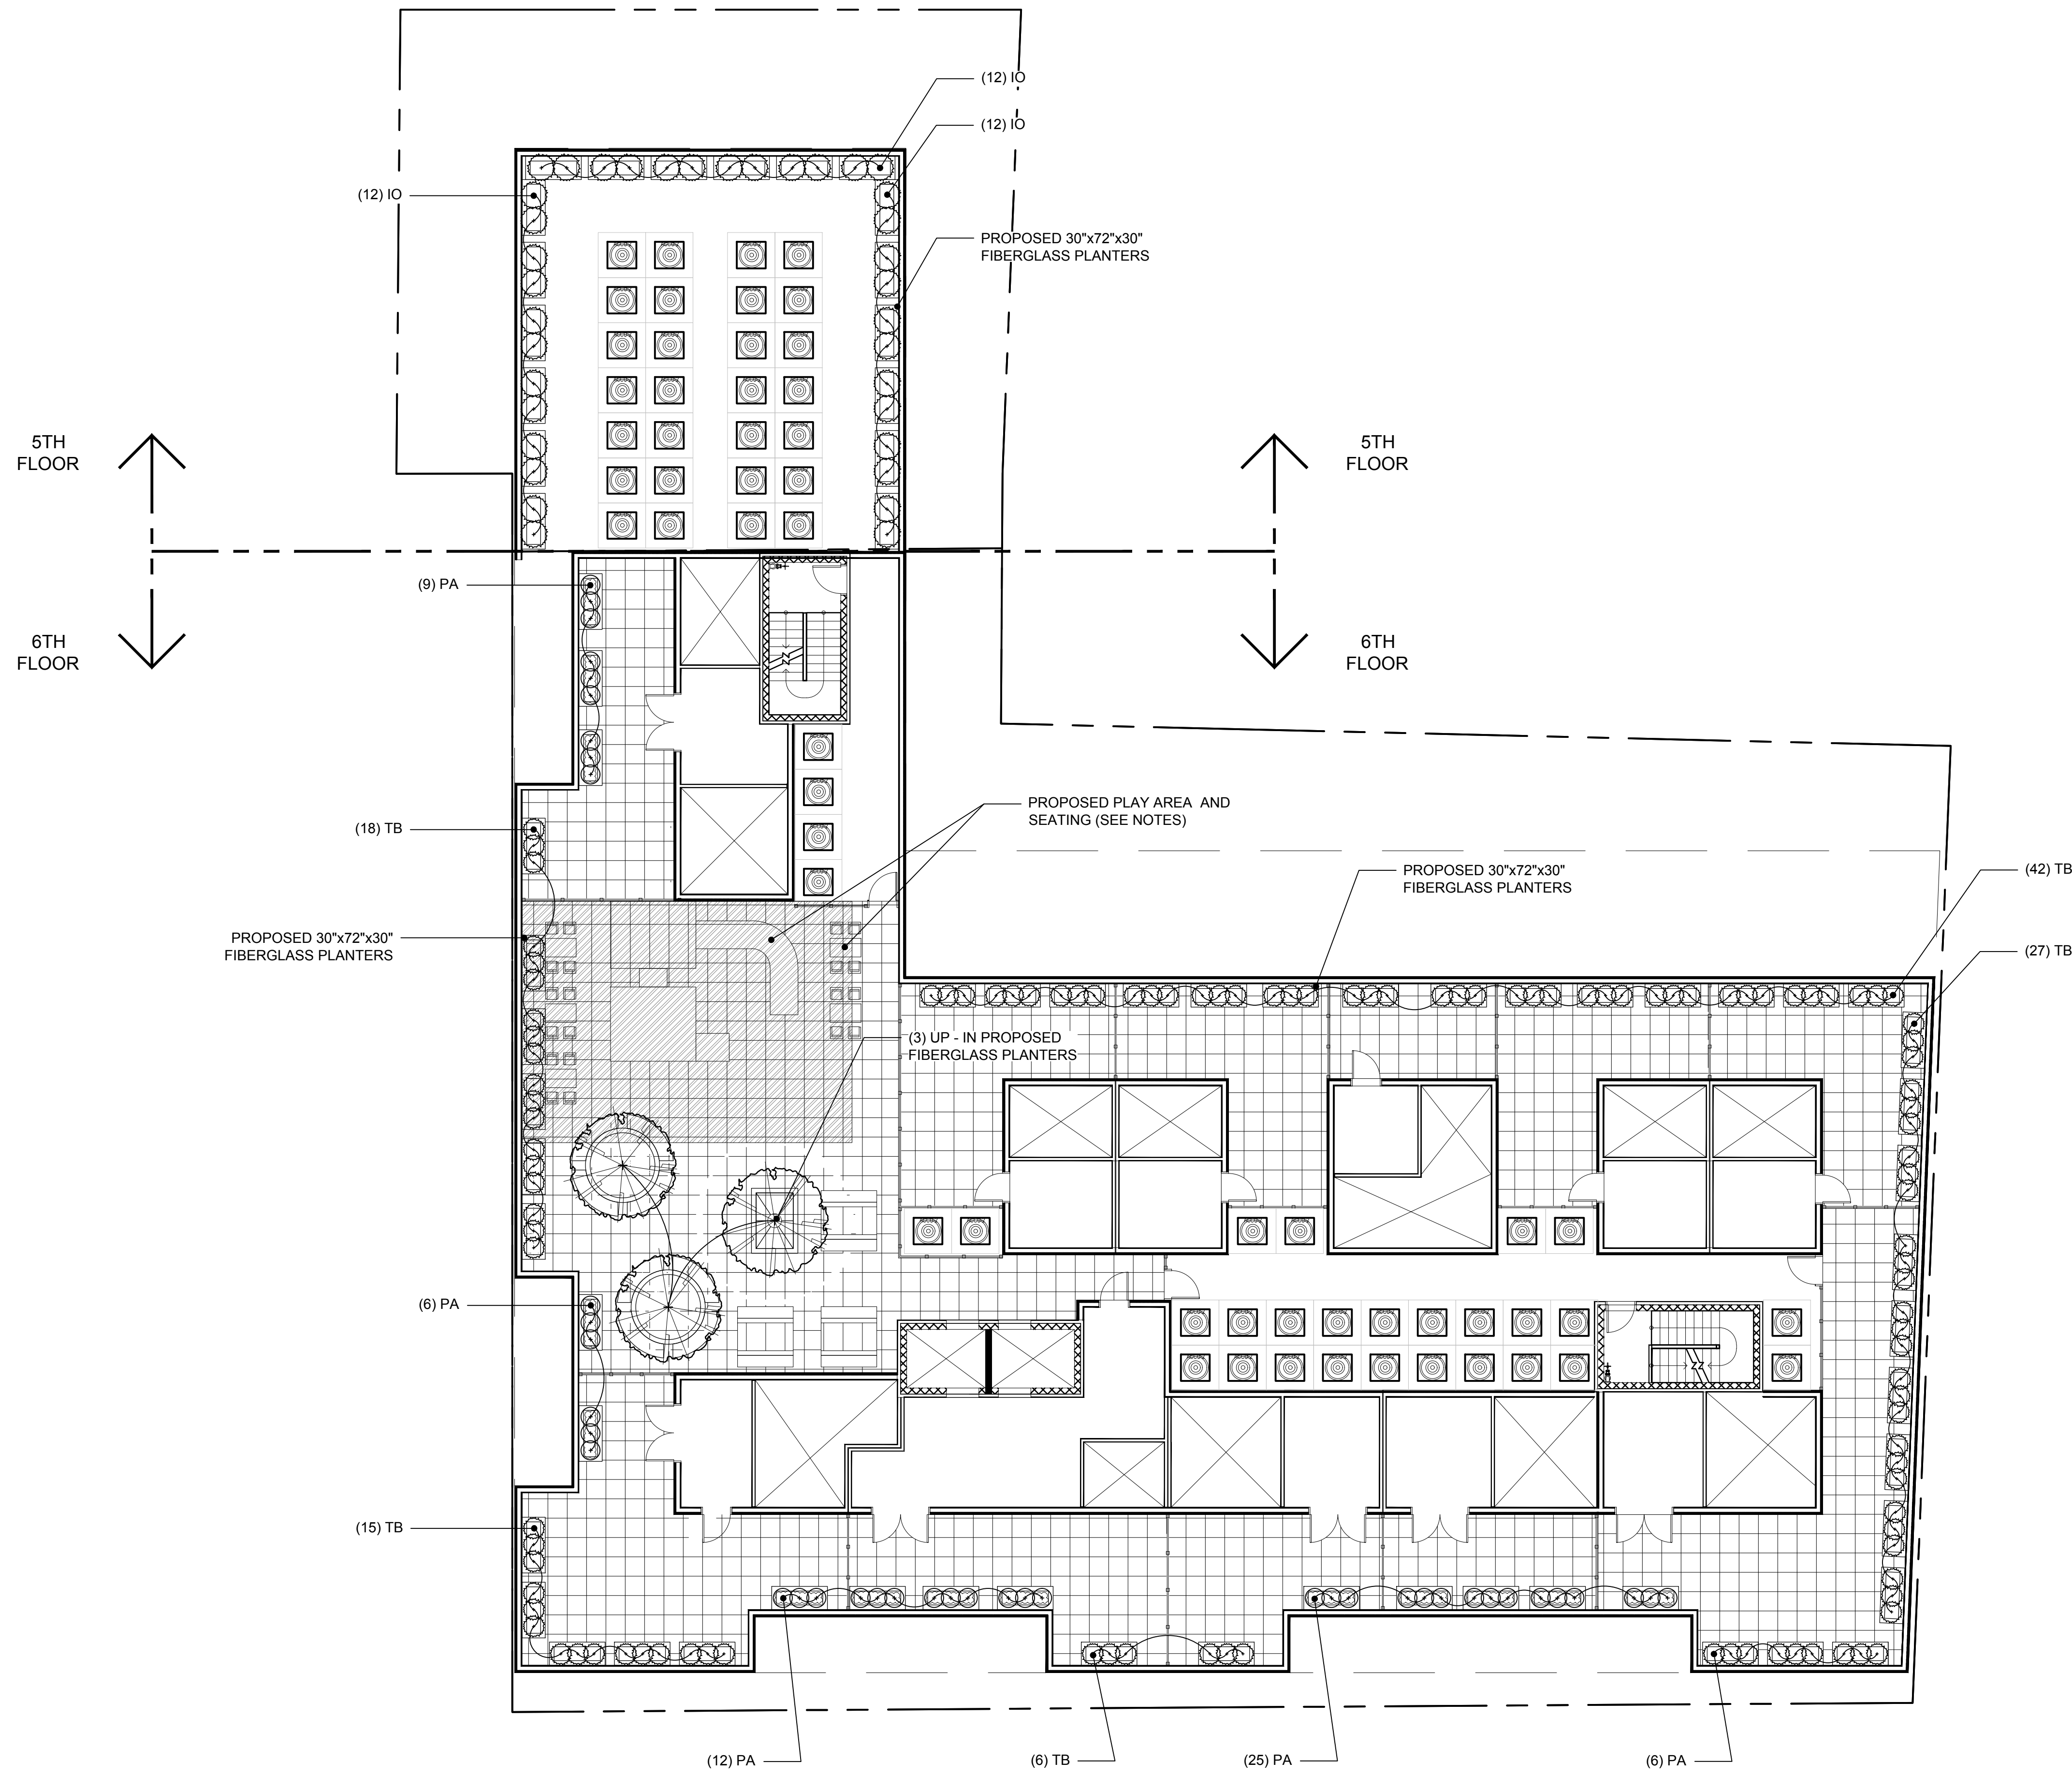 (12) IO
(12) IO
(12) IO
PROPOSED 30"x72"x30"
FIBERGLASS PLANTERS
5TH
FLOOR
5TH
FLOOR
(9) PA
6TH
FLOOR
6TH
FLOOR
PROPOSED PLAY AREA AND
SEATING (SEE NOTES)
(18) TB
PROPOSED 30"x72"x30"
FIBERGLASS PLANTERS
(42) TB
PROPOSED 30"x72"x30"
FIBERGLASS PLANTERS
(27) TB
(3) UP - IN PROPOSED
FIBERGLASS PLANTERS
(6) PA
(15) TB
(12) PA
(6) TB
(25) PA
(6) PA